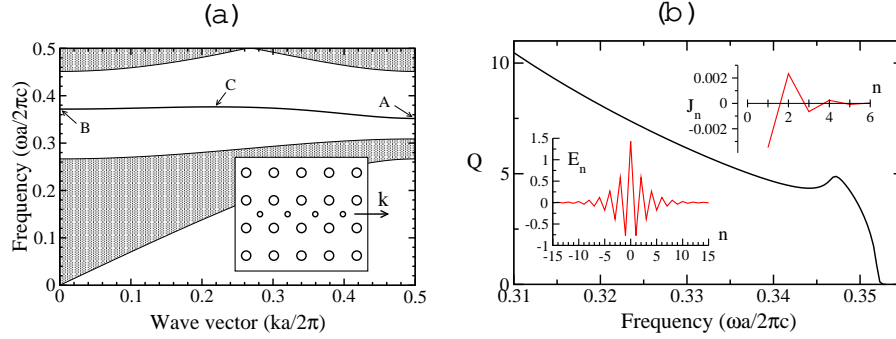 (a)
(b)
0.5
0.4
0.3
0.2
0.1
0
Frequency (ωa/2πc)
A
B
C
k
0
0.1
0.2
0.3
0.4
0.5
Wave vector (ka/2π)
10
5
0
Q
0.31
0.32
0.33
0.34
0.35
Frequency (ωa/2πc)
0.002
0
-0.002
J_n
n
0
2
4
6
1.5
1
0.5
0
-0.5
-1
E_n
-15
-10
-5
0
5
10
15
n